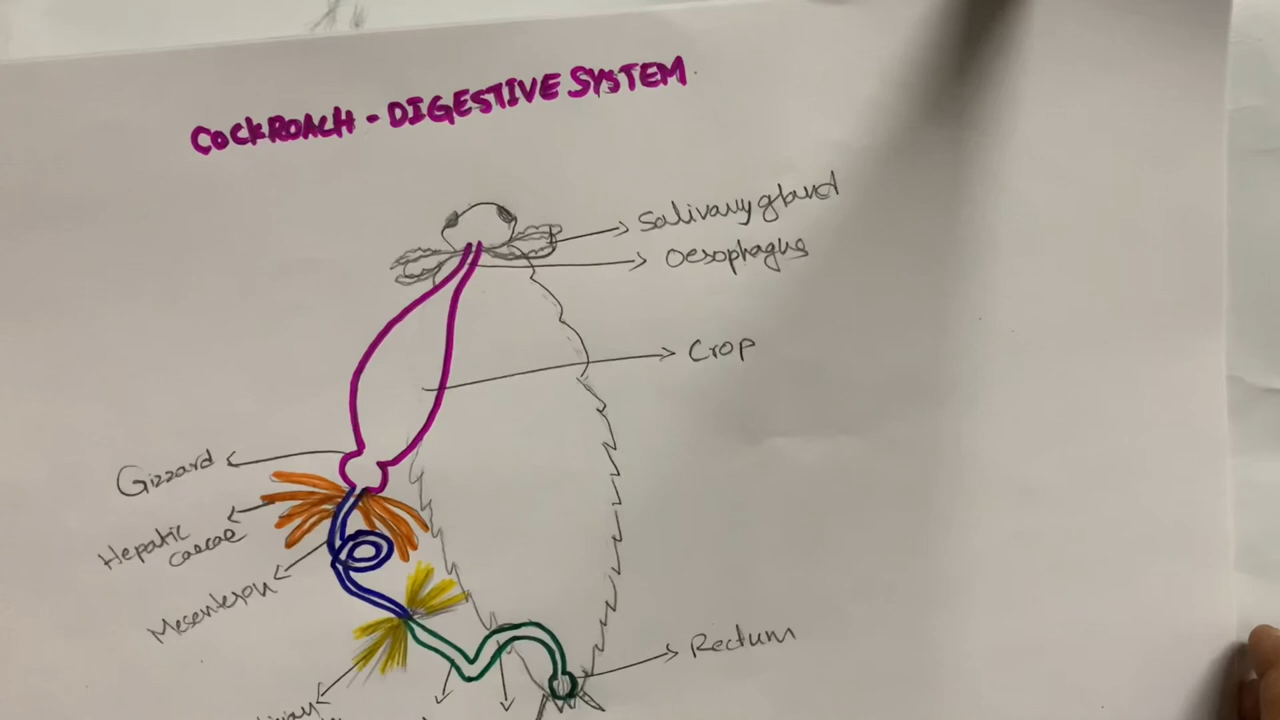 COCKROACH - DIGESTIVE SYSTEM
Salivary gland
Oesophagus
Crop
Gizzard
Hepatic
caecae
Mesenteron
Rectum